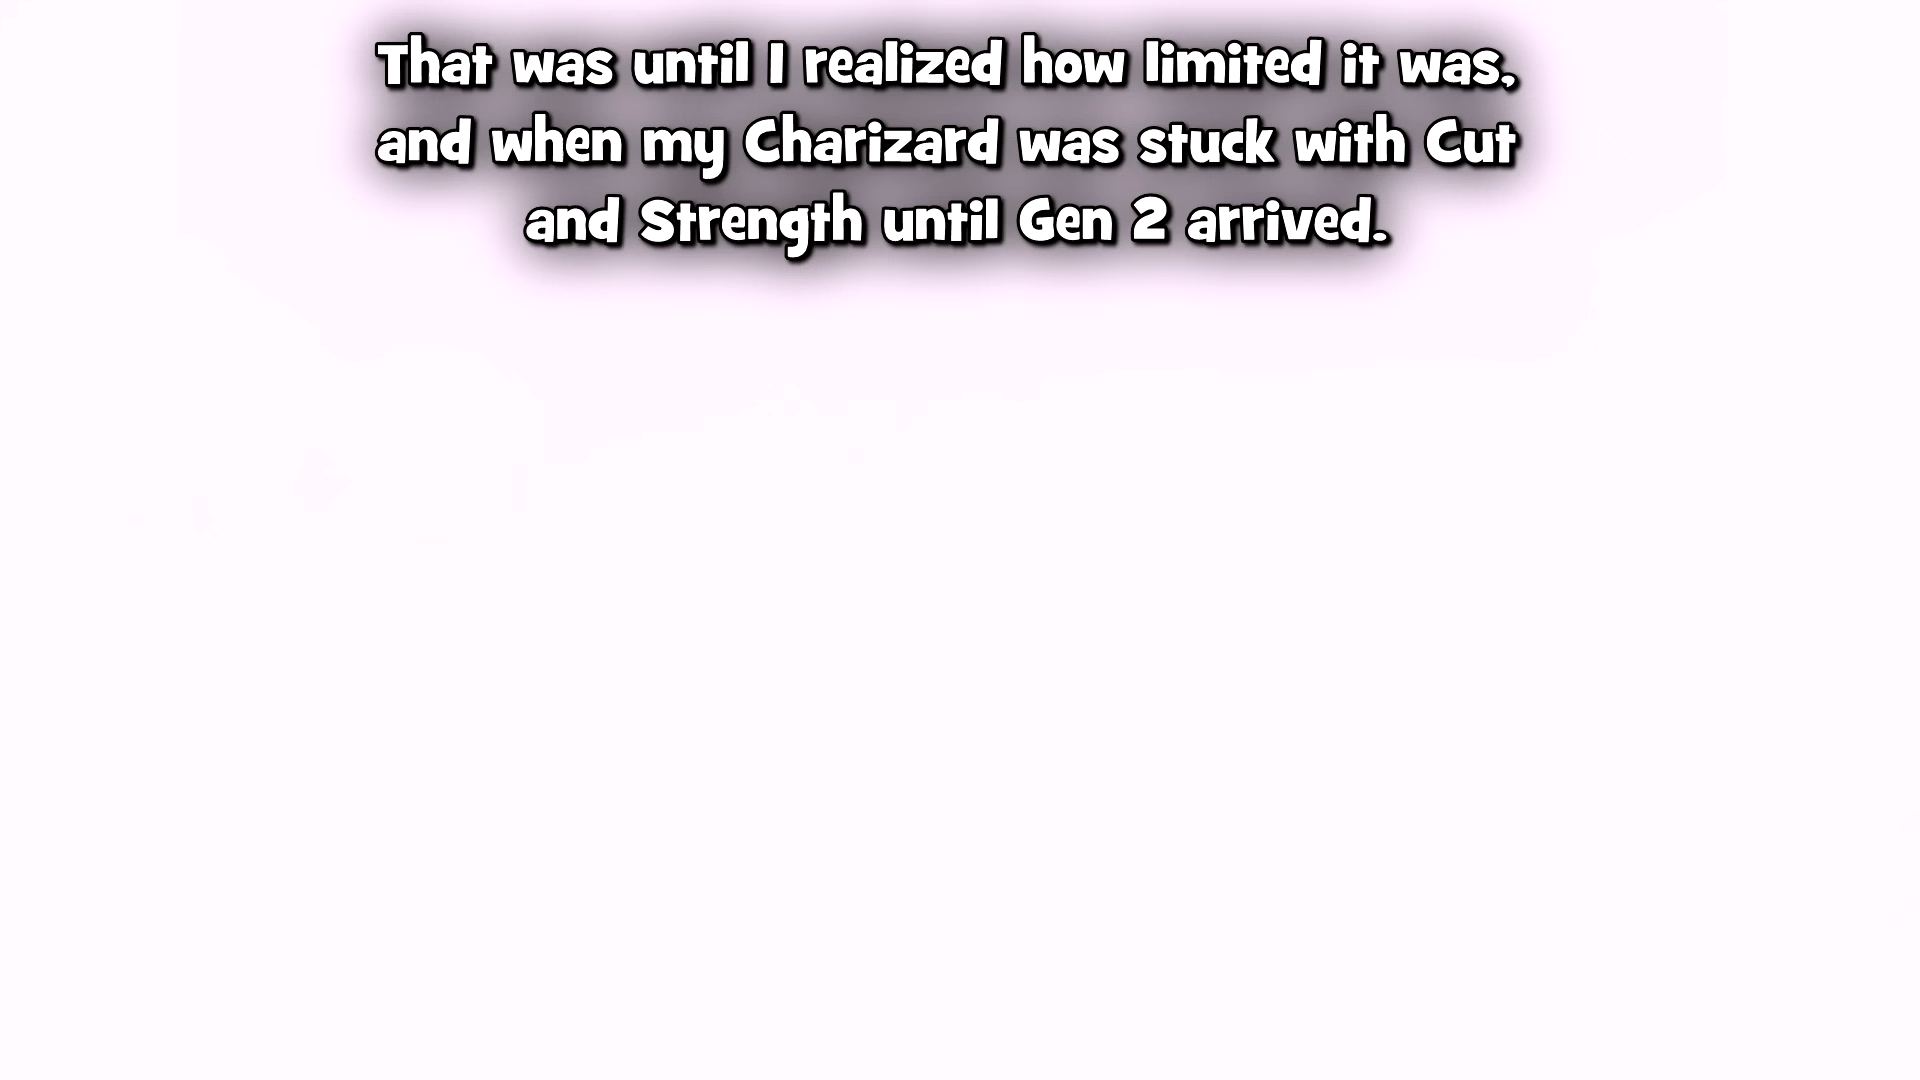 That was until I realized how limited it was,
and when my Charizard was stuck with Cut
and Strength until Gen 2 arrived.